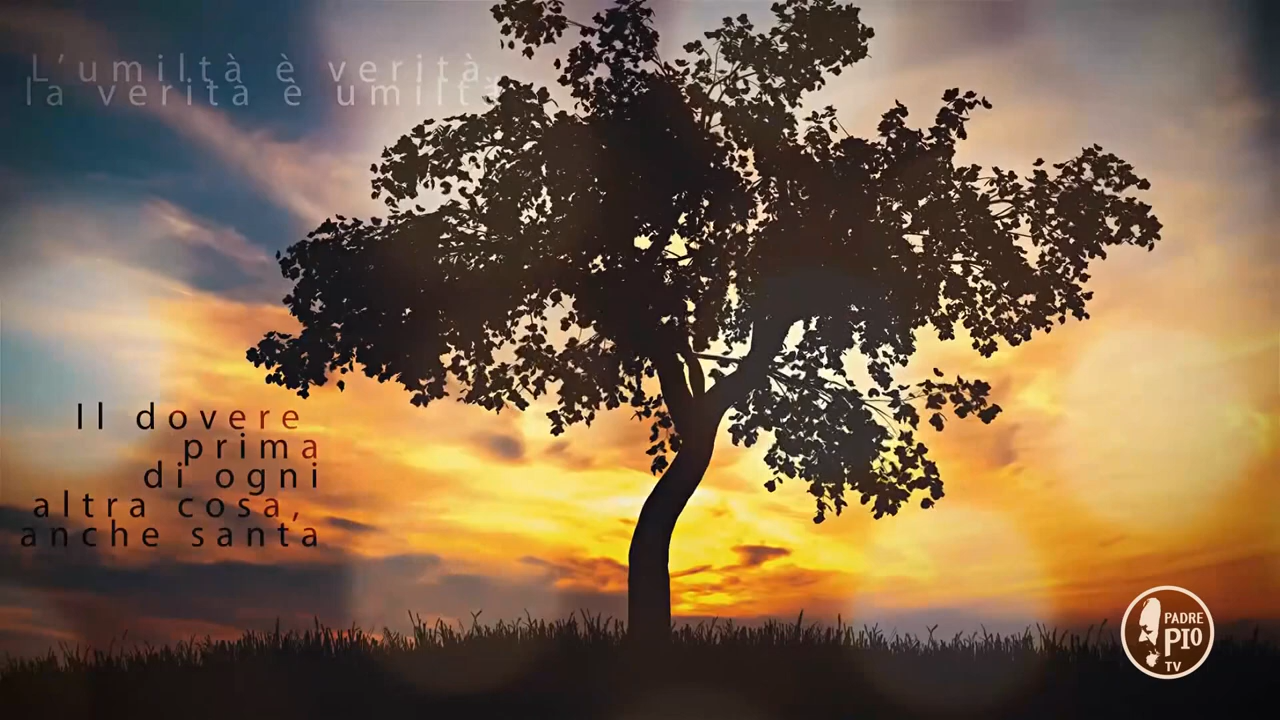 L'umiltà è verità,
la verità è umiltà
Il dovere
prima
di ogni
altra cosa,
anche santa
PADRE
PIO
TV